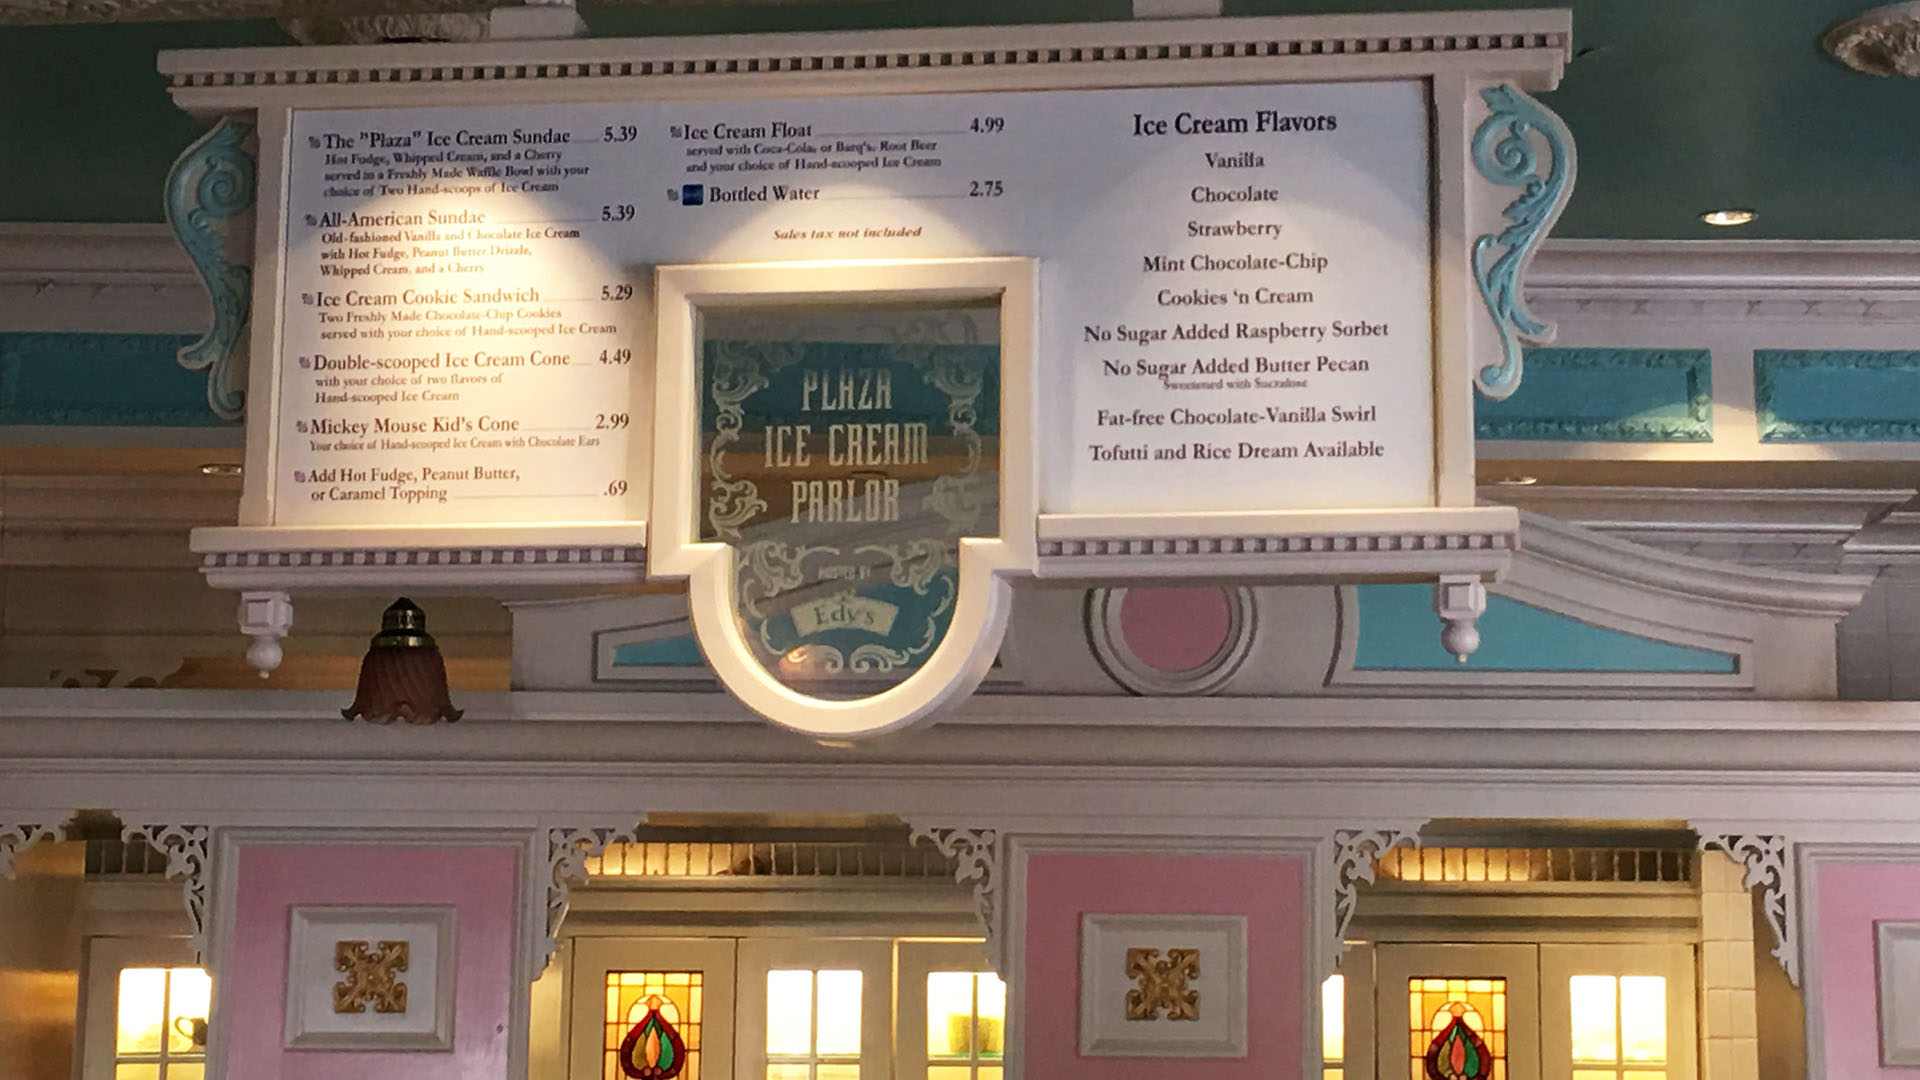 The "Plaza" Ice Cream Sundae 5.39
Hot Fudge, Whipped Cream, and a Cherry
served in a Freshly Made Waffle Bowl with your
choice of Two Hand-scoops of Ice Cream
All-American Sundae 5.39
Old-fashioned Vanilla and Chocolate Ice Cream
with Hot Fudge, Peanut Butter Drizzle,
Whipped Cream, and a Cherry
Ice Cream Cookie Sandwich 5.29
Two Freshly Made Chocolate-Chip Cookies
served with your choice of Hand-scooped Ice Cream
Double-scooped Ice Cream Cone 4.49
with your choice of two flavors of
Hand-scooped Ice Cream
Mickey Mouse Kid's Cone 2.99
Your choice of Hand-scooped Ice Cream with Chocolate Ears
Add Hot Fudge, Peanut Butter,
or Caramel Topping .69
Ice Cream Float 4.99
served with Coca-Cola® or Barq's® Root Beer
and your choice of Hand-scooped Ice Cream
Bottled Water 2.75
Sales tax not included
PLAZA
ICE CREAM
PARLOR
HOSTED BY
Edy's
Ice Cream Flavors
Vanilla
Chocolate
Strawberry
Mint Chocolate-Chip
Cookies 'n Cream
No Sugar Added Raspberry Sorbet
No Sugar Added Butter Pecan
Sweetened with Sucralose
Fat-free Chocolate-Vanilla Swirl
Tofutti and Rice Dream Available